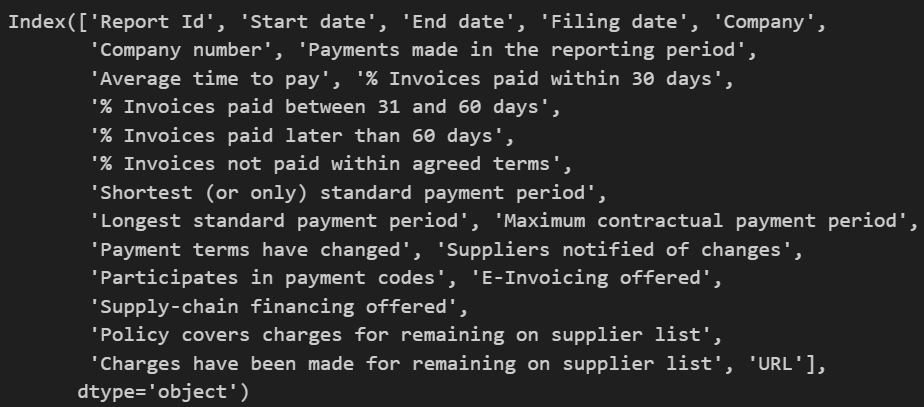 Index(['Report Id', 'Start date', 'End date', 'Filing date', 'Company',
'Company number', 'Payments made in the reporting period',
'Average time to pay', '% Invoices paid within 30 days',
'% Invoices paid between 31 and 60 days',
'% Invoices paid later than 60 days',
'% Invoices not paid within agreed terms',
'Shortest (or only) standard payment period',
'Longest standard payment period', 'Maximum contractual payment period',
'Payment terms have changed', 'Suppliers notified of changes',
'Participates in payment codes', 'E-Invoicing offered',
'Supply-chain financing offered',
'Policy covers charges for remaining on supplier list',
'Charges have been made for remaining on supplier list', 'URL'],
dtype='object')